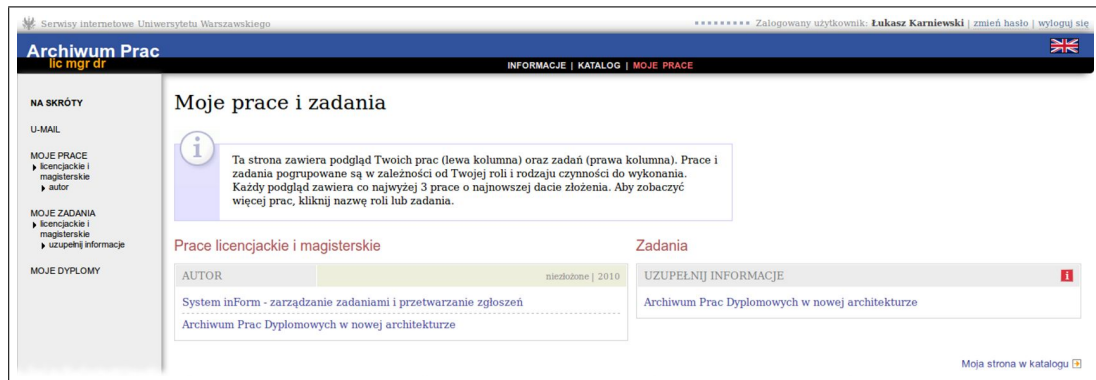 Serwisy internetowe Uniwersytetu Warszawskiego
Zalogowany użytkownik: Łukasz Karniewski | zmień hasło | wyloguj się
Archiwum Prac
lic mgr dr
INFORMACJE | KATALOG | MOJE PRACE
NA SKRÓTY
U-MAIL
MOJE PRACE
licencjackie i
magisterskie
autor
MOJE ZADANIA
licencjackie i
magisterskie
uzupełnij informacje
MOJE DYPLOMY
Moje prace i zadania
Ta strona zawiera podgląd Twoich prac (lewa kolumna) oraz zadań (prawa kolumna). Prace i
zadania pogrupowane są w zależności od Twojej roli i rodzaju czynności do wykonania.
Każdy podgląd zawiera co najwyżej 3 prace o najnowszej dacie złożenia. Aby zobaczyć
więcej prac, kliknij nazwę roli lub zadania.
Prace licencjackie i magisterskie
AUTOR
niezłożone | 2010
System inForm - zarządzanie zadaniami i przetwarzanie zgłoszeń
Archiwum Prac Dyplomowych w nowej architekturze
Zadania
UZUPEŁNIJ INFORMACJE
Archiwum Prac Dyplomowych w nowej architekturze
Moja strona w katalogu